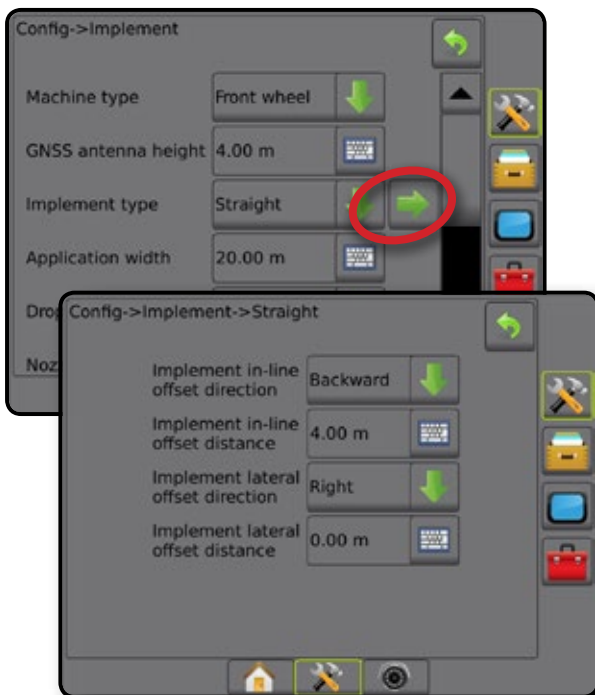 Config->Implement
Machine type Front wheel
GNSS antenna height 4.00 m
Implement type Straight
Application width 20.00 m
Config->Implement->Straight
Implement in-line
offset direction Backward
Implement in-line
offset distance 4.00 m
Implement lateral
offset direction Right
Implement lateral
offset distance 0.00 m